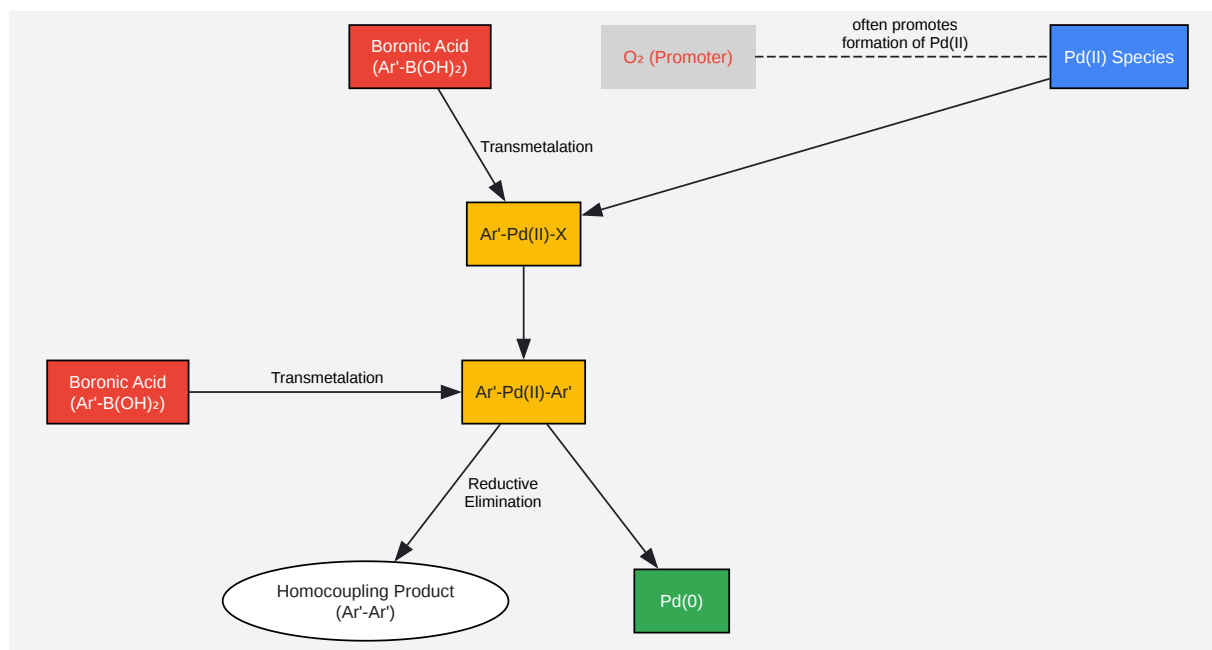 often promotes
formation of Pd(II)
Boronic Acid
(Ar'-B(OH)₂)
O₂ (Promoter)
Pd(II) Species
Transmetalation
Ar'-Pd(II)-X
Boronic Acid
(Ar'-B(OH)₂)
Transmetalation
Ar'-Pd(II)-Ar'
Reductive
Elimination
Homocoupling Product
(Ar'-Ar')
Pd(0)